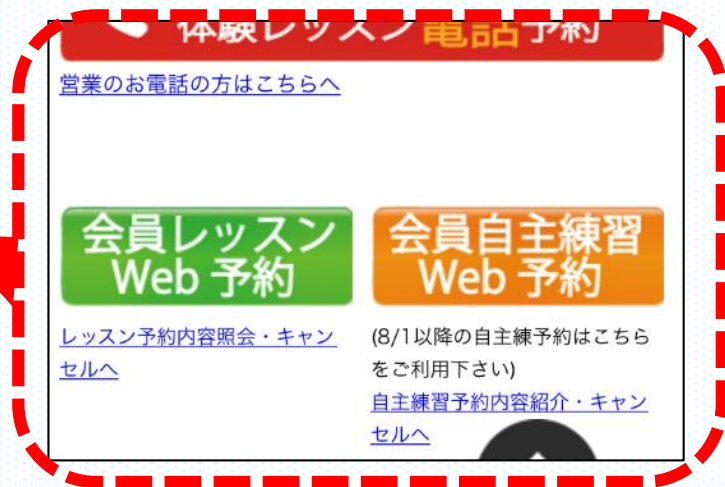 体験レッスン電話予約
営業のお電話の方はこちらへ
会員レッスン
Web 予約
会員自主練習
Web 予約
レッスン予約内容照会・キャン
セルへ
(8/1以降の自主練予約はこちら
をご利用下さい)
自主練習予約内容紹介・キャン
セルへ